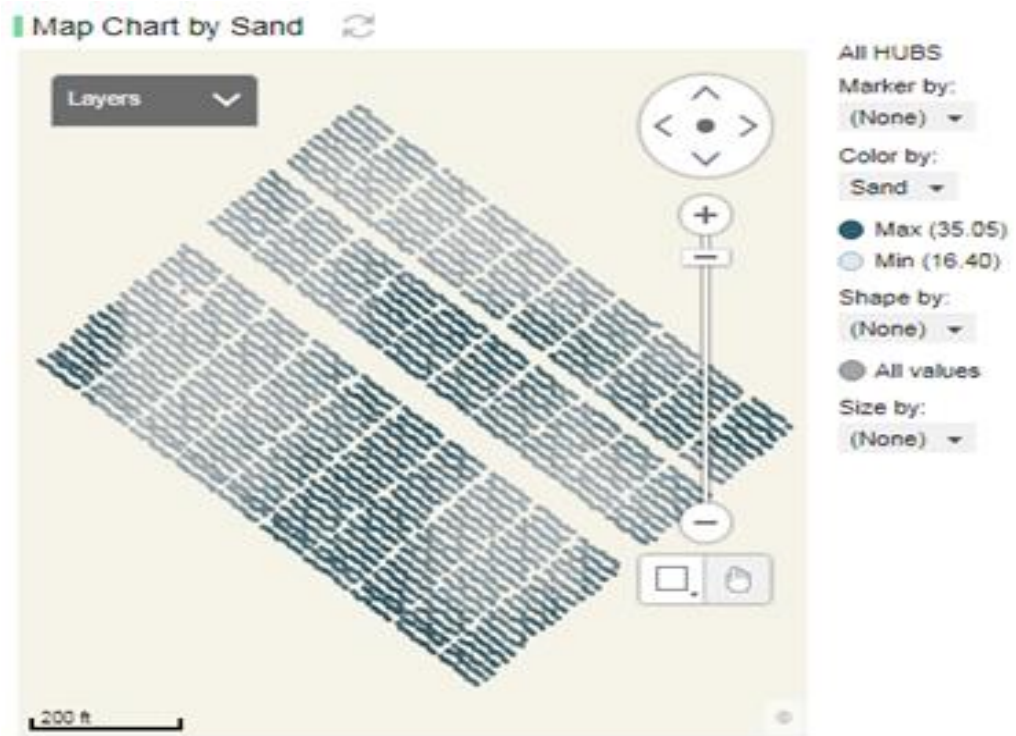 Map Chart by Sand
Layers
All HUBS
Marker by:
(None)
Color by:
Sand
Max (35.05)
Min (16.40)
Shape by:
(None)
All values
Size by:
(None)
200 ft
©